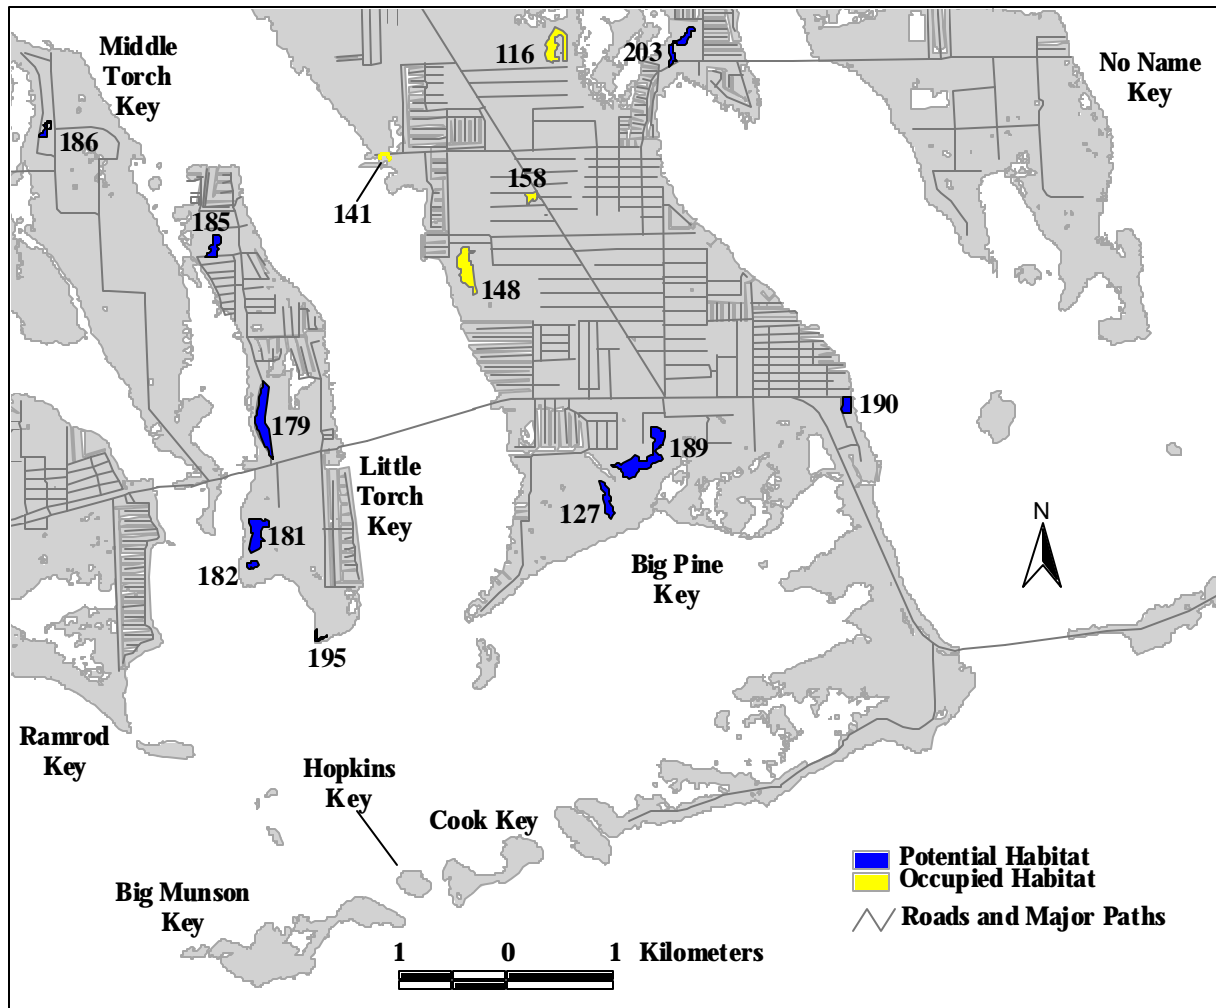 Middle
Torch
Key
116
203
No Name
Key
186
141
158
185
148
179
190
189
Little
Torch
Key
127
181
182
Big Pine
Key
N
195
Ramrod
Key
Hopkins
Key
Cook Key
Big Munson
Key
Potential Habitat
Occupied Habitat
Roads and Major Paths
1 0 1 Kilometers